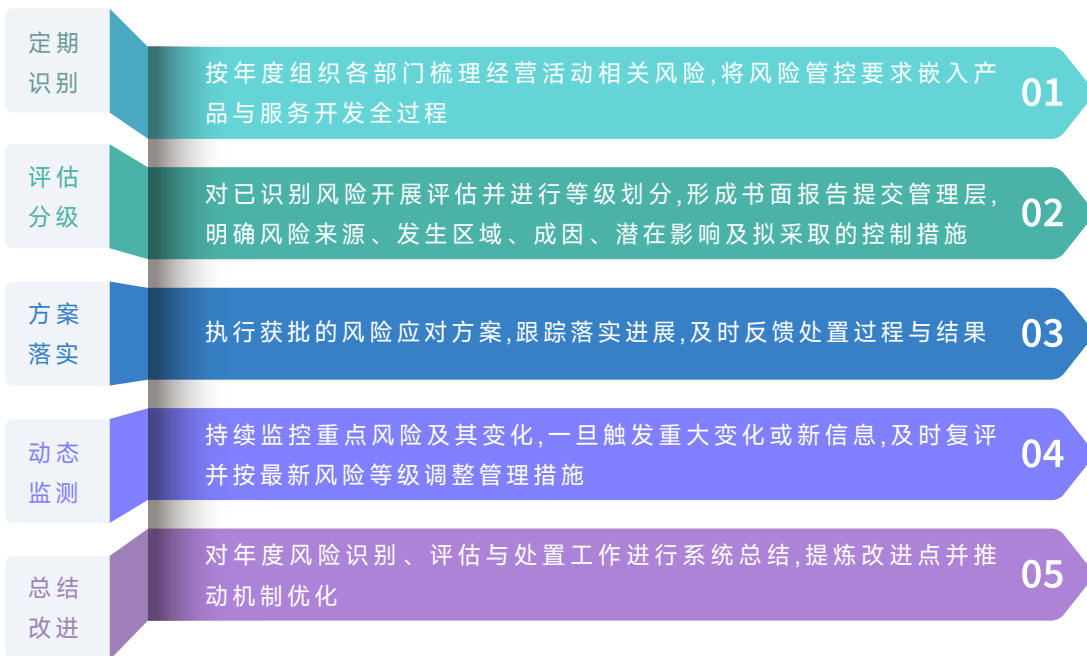 定期
识别
按年度组织各部门梳理经营活动相关风险,将风险管控要求嵌入产
品与服务开发全过程
01
评估
分级
对已识别风险开展评估并进行等级划分,形成书面报告提交管理层,
明确风险来源、发生区域、成因、潜在影响及拟采取的控制措施
02
方案
落实
执行获批的风险应对方案,跟踪落实进展,及时反馈处置过程与结果
03
动态
监测
持续监控重点风险及其变化,一旦触发重大变化或新信息,及时复评
并按最新风险等级调整管理措施
04
总结
改进
对年度风险识别、评估与处置工作进行系统总结,提炼改进点并推
动机制优化
05